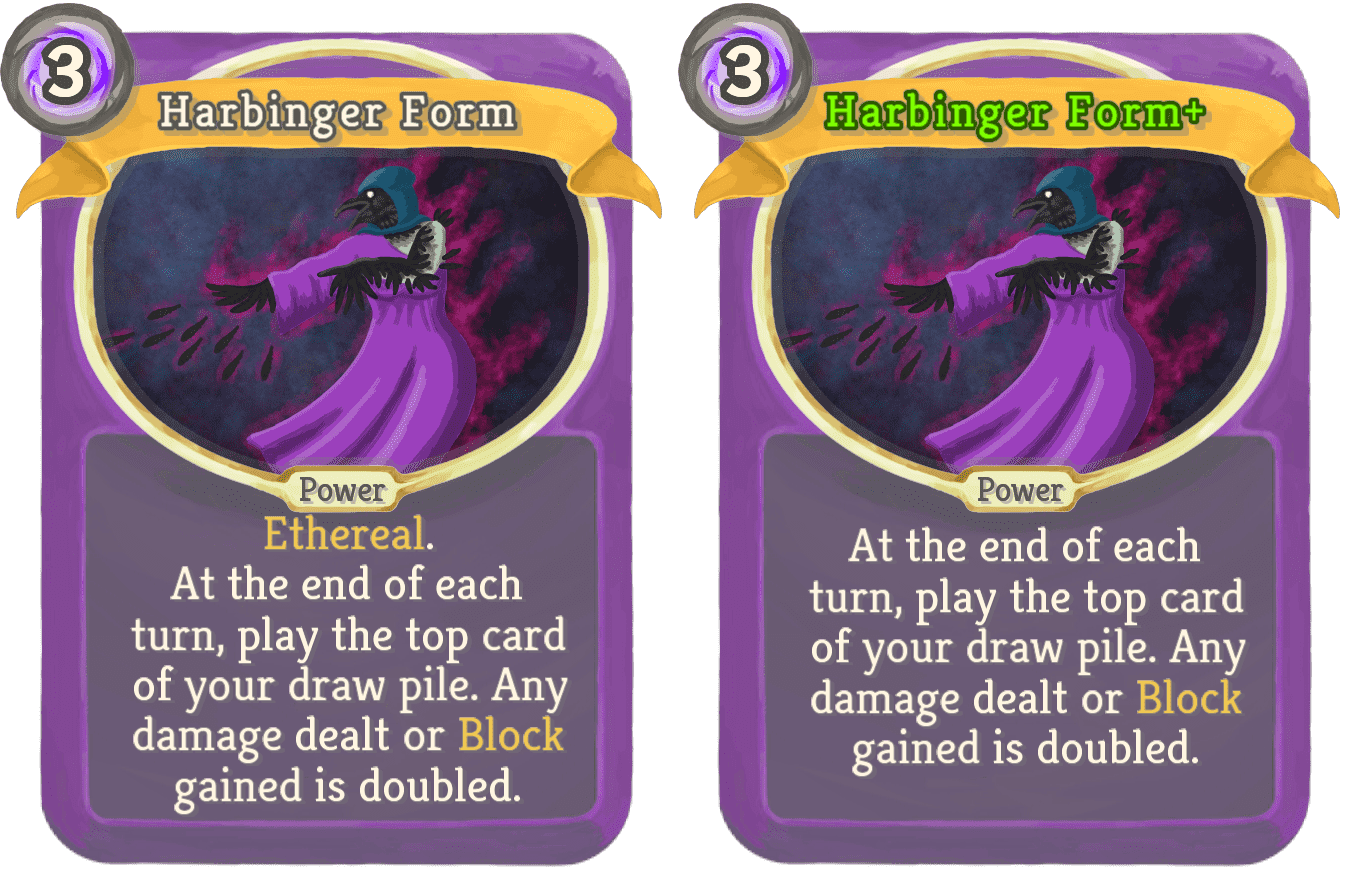 3
Harbinger Form
Power
Ethereal.
At the end of each
turn, play the top card
of your draw pile. Any
damage dealt or Block
gained is doubled.
3
Harbinger Form+
Power
At the end of each
turn, play the top card
of your draw pile. Any
damage dealt or Block
gained is doubled.